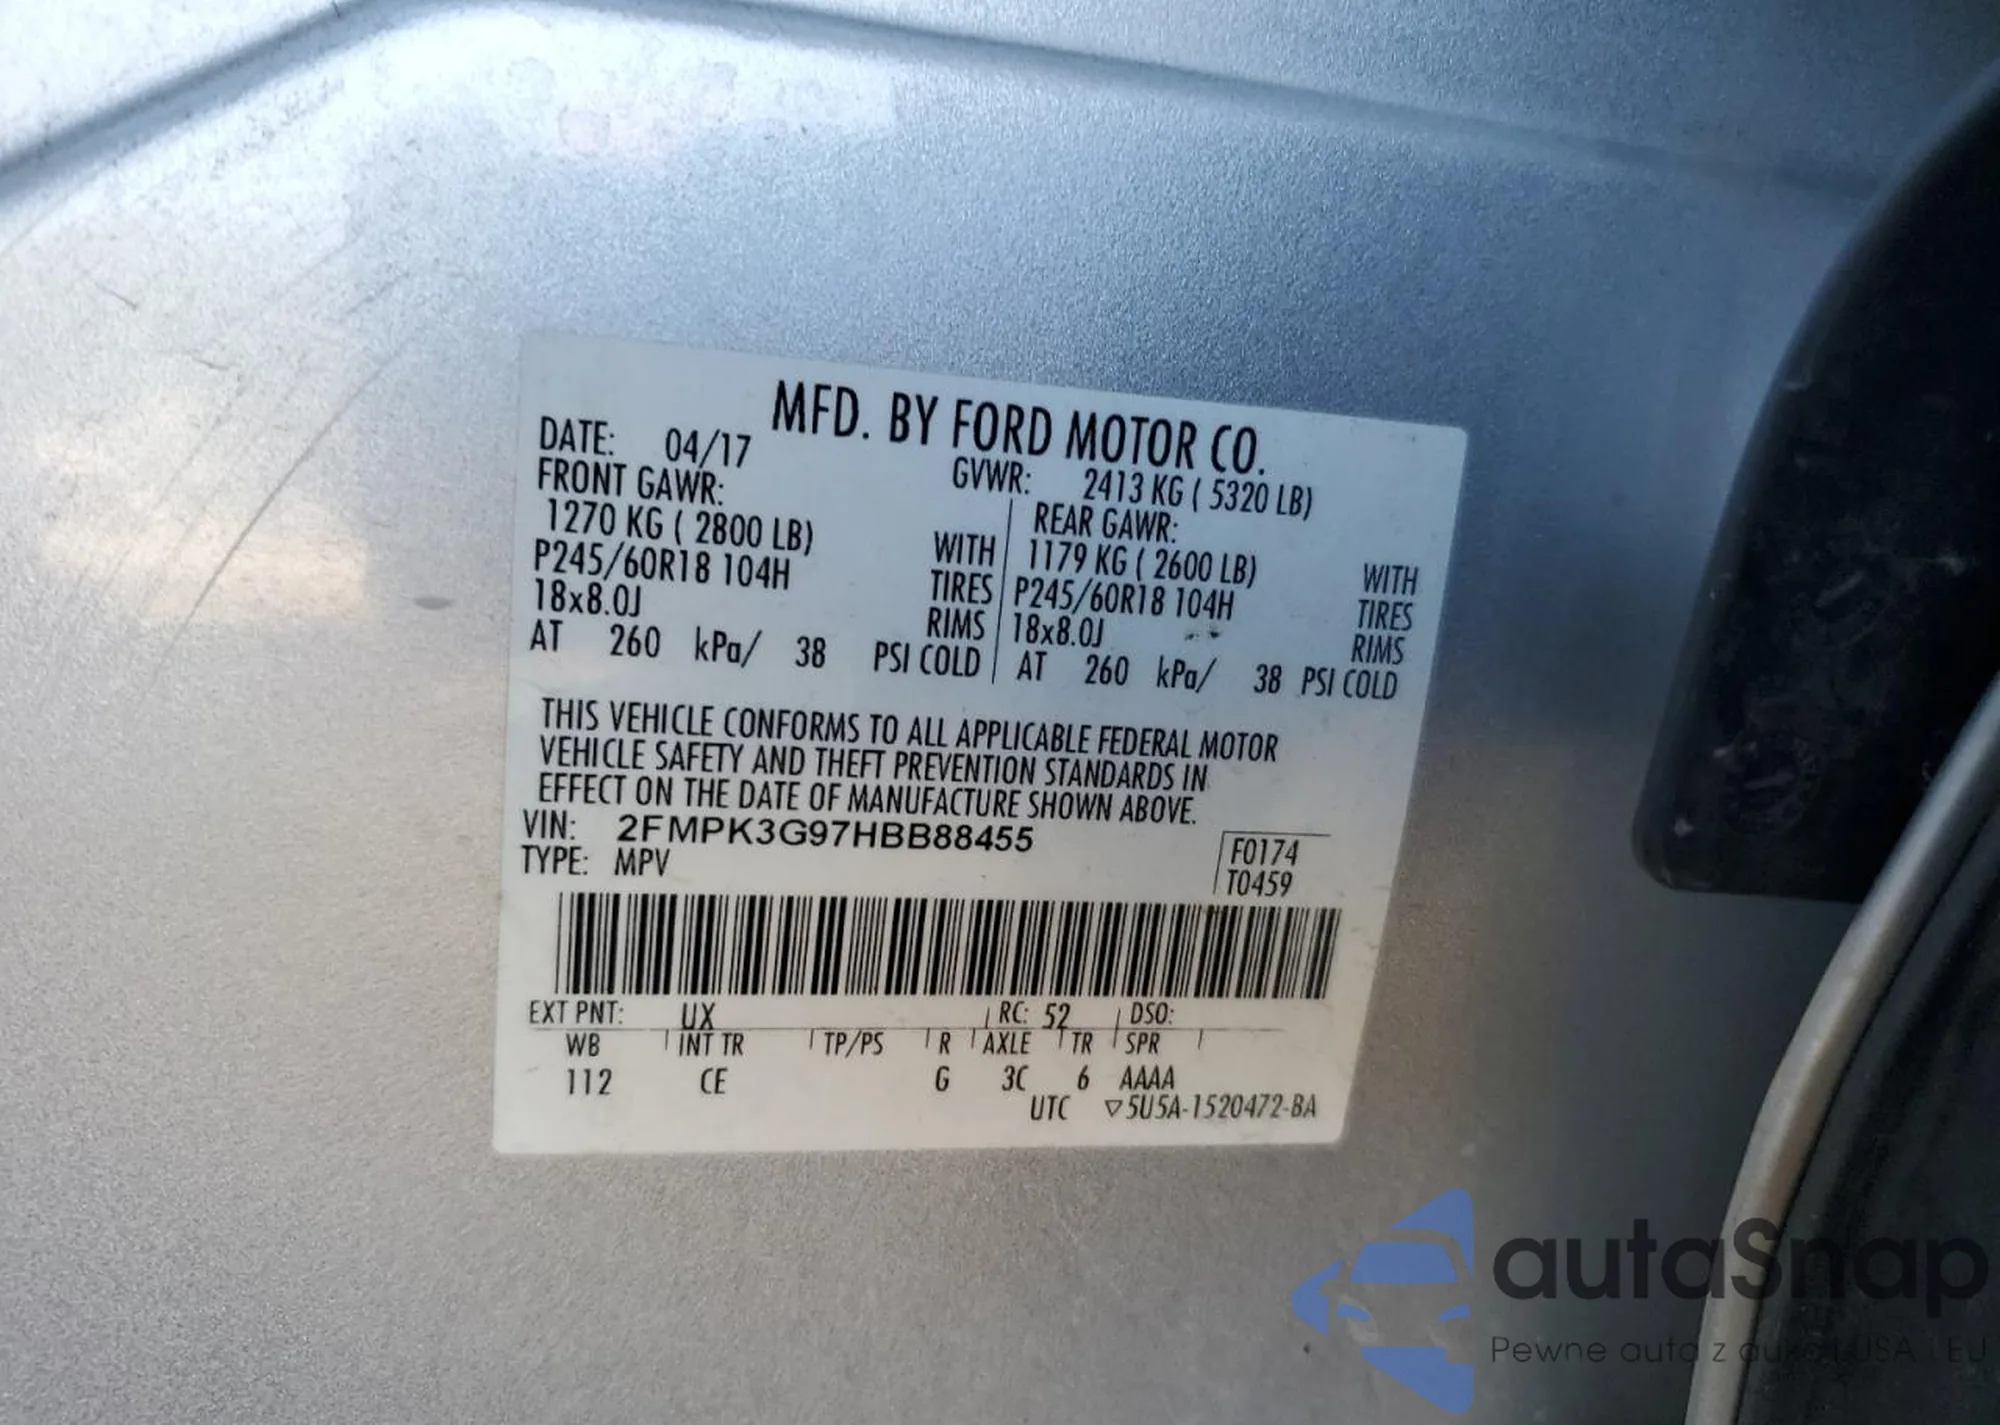 MFD. BY FORD MOTOR CO.
DATE: 04/17
GVWR: 2413 KG ( 5320 LB)
FRONT GAWR:
1270 KG ( 2800 LB) WITH
P245/60R18 104H TIRES
18x8.0J RIMS
AT 260 kPa/ 38 PSI COLD
REAR GAWR:
1179 KG ( 2600 LB) WITH
P245/60R18 104H TIRES
18x8.0J RIMS
AT 260 kPa/ 38 PSI COLD
THIS VEHICLE CONFORMS TO ALL APPLICABLE FEDERAL MOTOR
VEHICLE SAFETY AND THEFT PREVENTION STANDARDS IN
EFFECT ON THE DATE OF MANUFACTURE SHOWN ABOVE.
VIN: 2FMPK3G97HBB88455
TYPE: MPV
F0174
T0459
EXT PNT: UX RC: 52 DSO:
WB INT TR TP/PS R AXLE TR SPR
112 CE G 3C 6 AAAA
UTC ▽5U5A-1520472-BA
autaSnap
Pewne auta z aukcji USA i EU